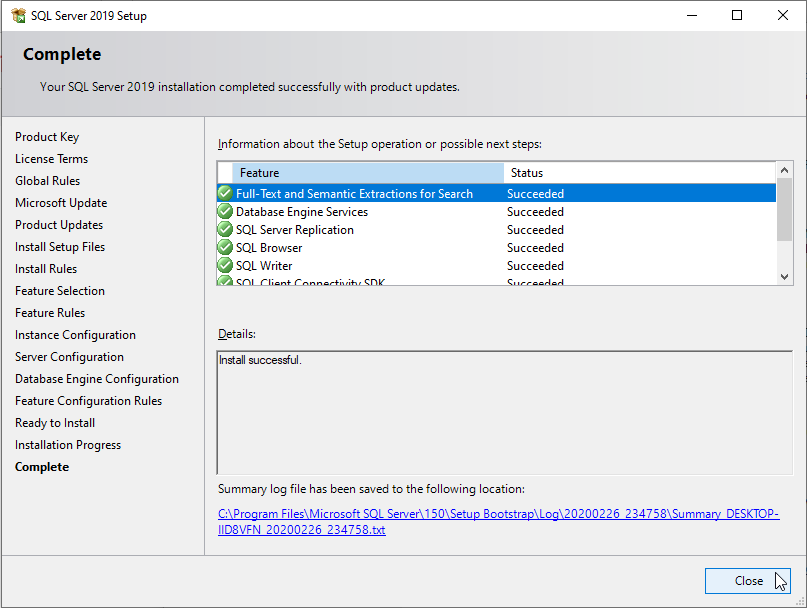 SQL Server 2019 Setup
Complete
Your SQL Server 2019 installation completed successfully with product updates.
Product Key
License Terms
Global Rules
Microsoft Update
Product Updates
Install Setup Files
Install Rules
Feature Selection
Feature Rules
Instance Configuration
Server Configuration
Database Engine Configuration
Feature Configuration Rules
Ready to Install
Installation Progress
Complete
Information about the Setup operation or possible next steps:
Feature Status
Full-Text and Semantic Extractions for Search Succeeded
Database Engine Services Succeeded
SQL Server Replication Succeeded
SQL Browser Succeeded
SQL Writer Succeeded
SQL Client Connectivity SDK Succeeded
Details:
Install successful.
Summary log file has been saved to the following location:
C:\Program Files\Microsoft SQL Server\150\Setup Bootstrap\Log\20200226_234758\Summary_DESKTOP-
IID8VFN_20200226_234758.txt
Close